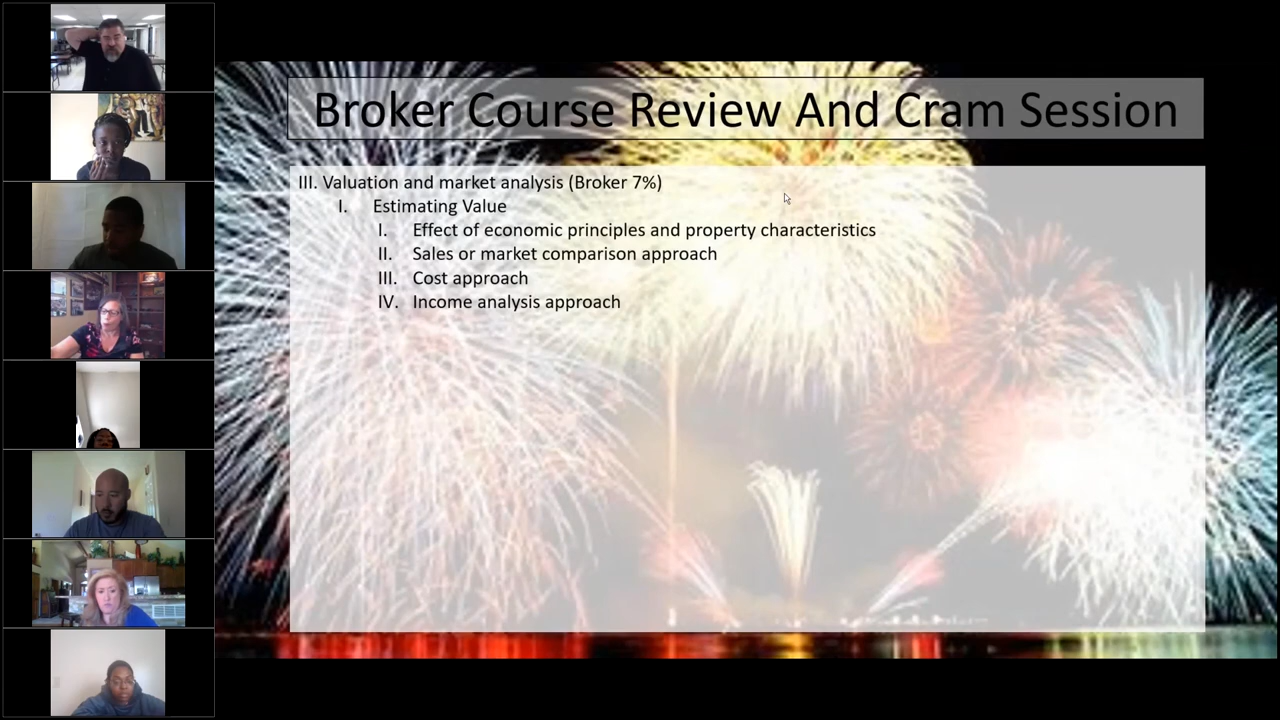 Broker Course Review And Cram Session
III. Valuation and market analysis (Broker 7%)
I. Estimating Value
I. Effect of economic principles and property characteristics
II. Sales or market comparison approach
III. Cost approach
IV. Income analysis approach